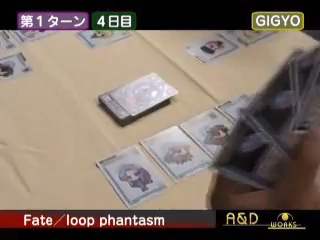 第1ターン 4日目
GIGYO
Fate／loop phantasm
A&D
WORKS